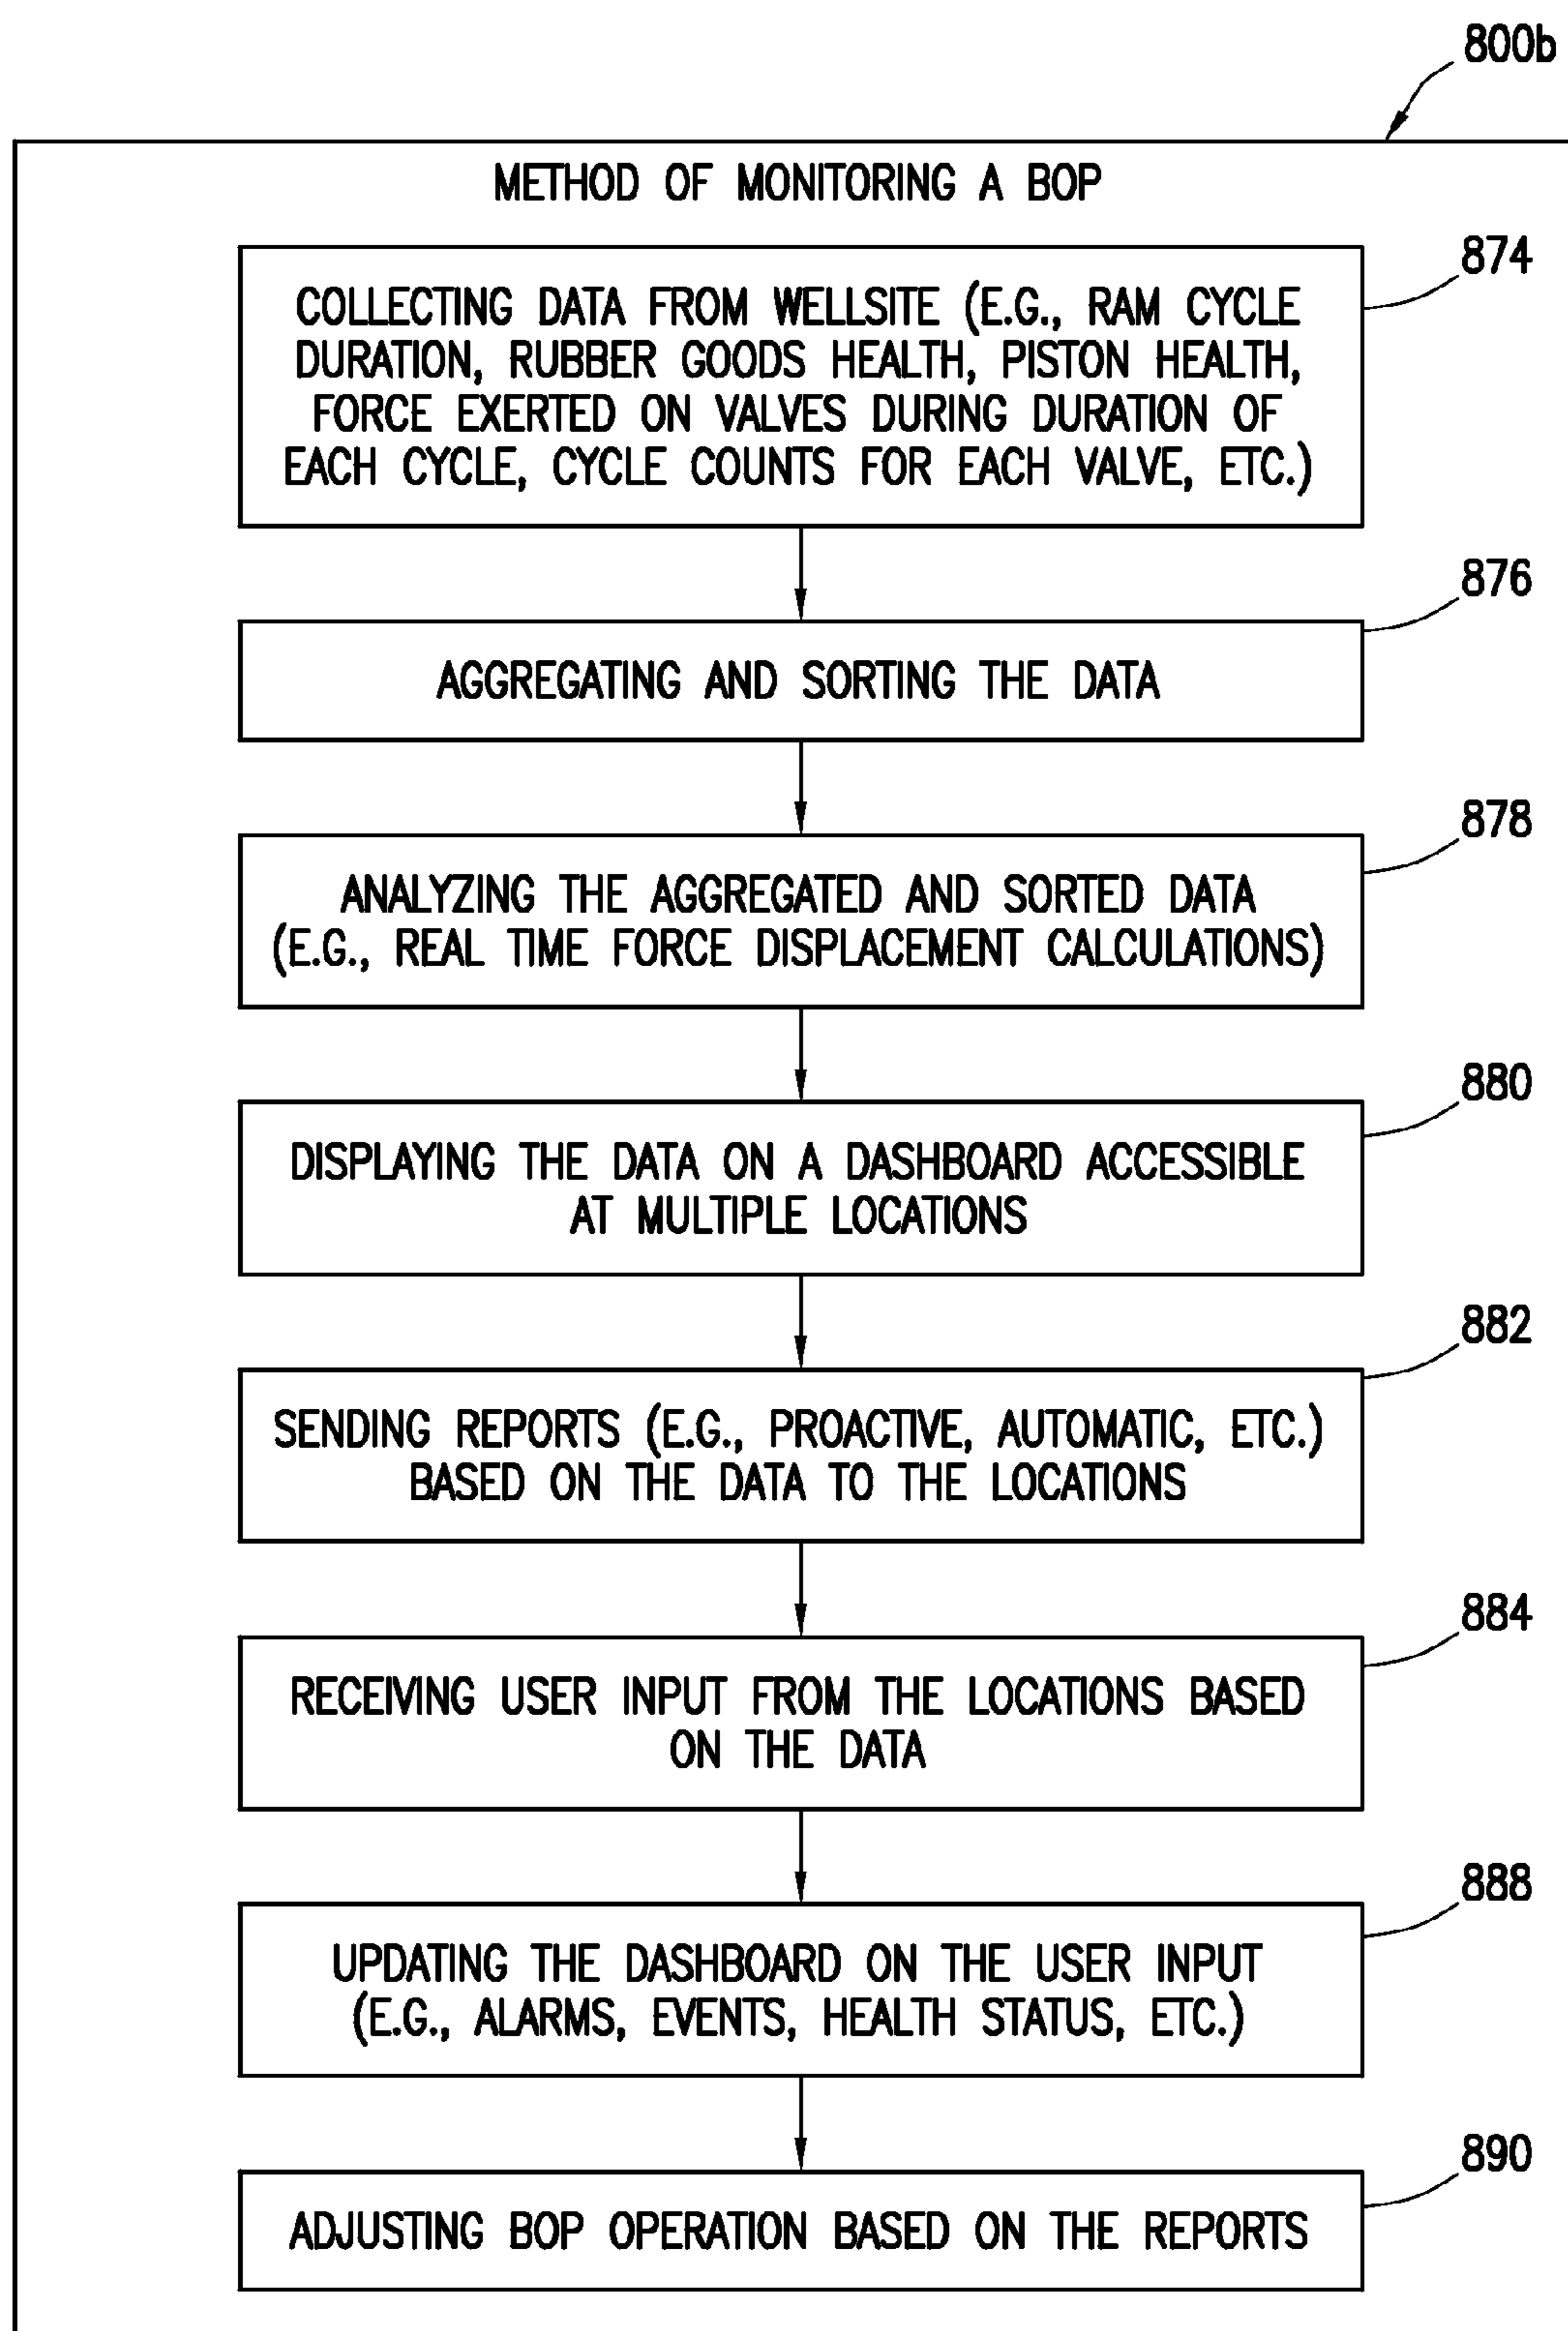 800b
METHOD OF MONITORING A BOP
874
COLLECTING DATA FROM WELLSITE (E.G., RAM CYCLE
DURATION, RUBBER GOODS HEALTH, PISTON HEALTH,
FORCE EXERTED ON VALVES DURING DURATION OF
EACH CYCLE, CYCLE COUNTS FOR EACH VALVE, ETC.)
876
AGGREGATING AND SORTING THE DATA
878
ANALYZING THE AGGREGATED AND SORTED DATA
(E.G., REAL TIME FORCE DISPLACEMENT CALCULATIONS)
880
DISPLAYING THE DATA ON A DASHBOARD ACCESSIBLE
AT MULTIPLE LOCATIONS
882
SENDING REPORTS (E.G., PROACTIVE, AUTOMATIC, ETC.)
BASED ON THE DATA TO THE LOCATIONS
884
RECEIVING USER INPUT FROM THE LOCATIONS BASED
ON THE DATA
888
UPDATING THE DASHBOARD ON THE USER INPUT
(E.G., ALARMS, EVENTS, HEALTH STATUS, ETC.)
890
ADJUSTING BOP OPERATION BASED ON THE REPORTS